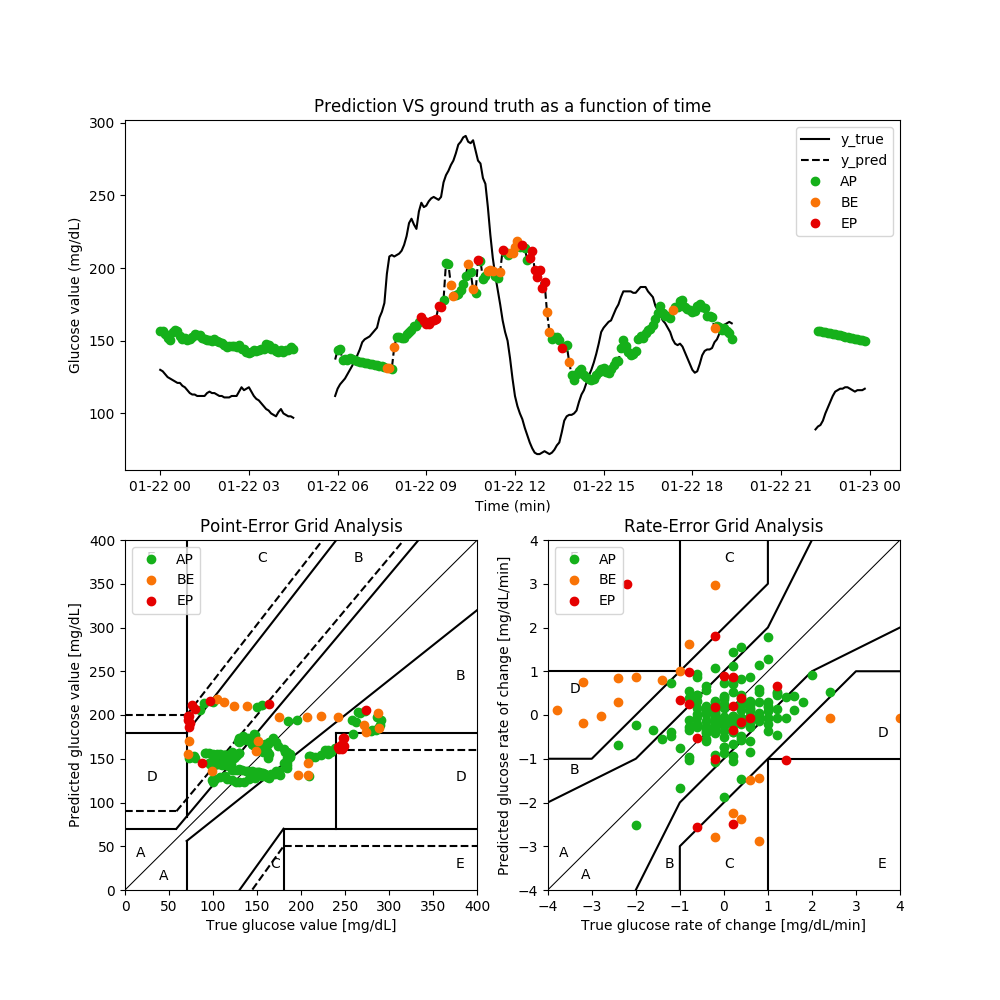 Prediction VS ground truth as a function of time
Glucose value (mg/dL)
300
250
200
150
100
y_true
y_pred
AP
BE
EP
01-22 00 01-22 03 01-22 06 01-22 09 01-22 12 01-22 15 01-22 18 01-22 21 01-23 00
Time (min)
Point-Error Grid Analysis
Predicted glucose value [mg/dL]
400
350
300
250
200
150
100
50
0
AP
BE
EP
C
B
B
D
D
A
A
C
E
0 50 100 150 200 250 300 350 400
True glucose value [mg/dL]
Rate-Error Grid Analysis
Predicted glucose rate of change [mg/dL/min]
4
3
2
1
0
−1
−2
−3
−4
AP
BE
EP
C
D
D
B
A
A
B
C
E
−4 −3 −2 −1 0 1 2 3 4
True glucose rate of change [mg/dL/min]